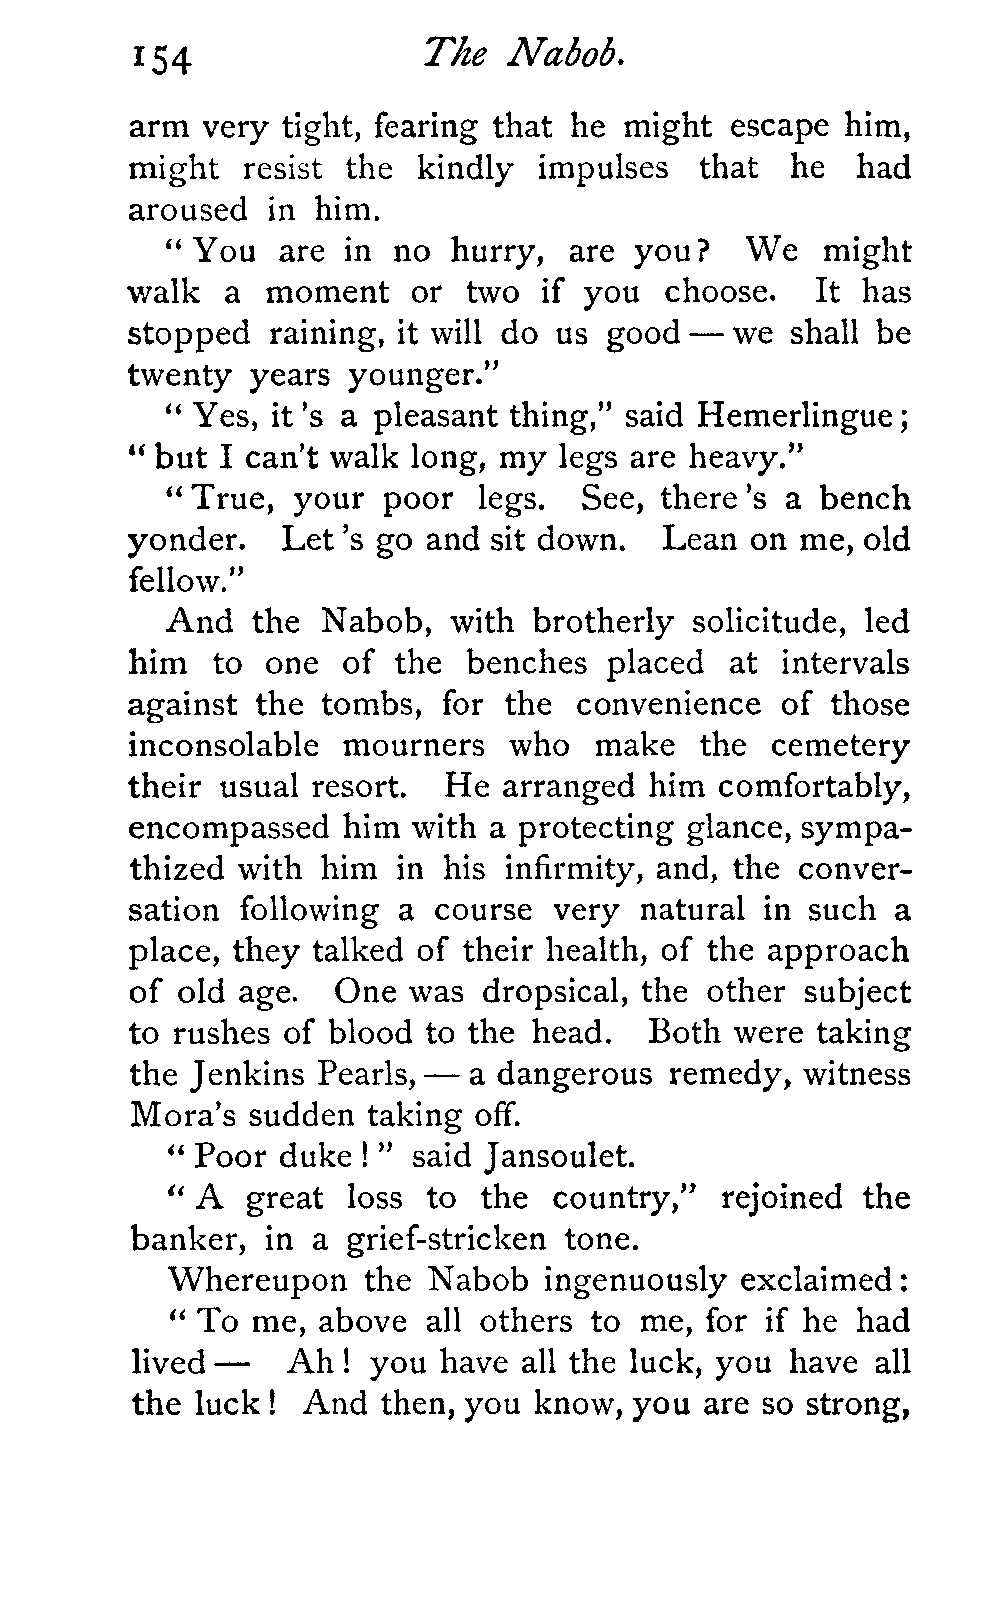 154 The Nabob.
arm very tight, fearing that he might escape him,
might resist the kindly impulses that he had
aroused in him.
“ You are in no hurry, are you? We might
walk a moment or two if you choose. It has
stopped raining, it will do us good — we shall be
twenty years younger.”
“ Yes, it 's a pleasant thing,” said Hemerlingue;
“ but I can't walk long, my legs are heavy.”
“ True, your poor legs. See, there 's a bench
yonder. Let 's go and sit down. Lean on me, old
fellow.”
And the Nabob, with brotherly solicitude, led
him to one of the benches placed at intervals
against the tombs, for the convenience of those
inconsolable mourners who make the cemetery
their usual resort. He arranged him comfortably,
encompassed him with a protecting glance, sympa-
thized with him in his infirmity, and, the conver-
sation following a course very natural in such a
place, they talked of their health, of the approach
of old age. One was dropsical, the other subject
to rushes of blood to the head. Both were taking
the Jenkins Pearls, — a dangerous remedy, witness
Mora's sudden taking off.
“ Poor duke ! ” said Jansoulet.
“ A great loss to the country,” rejoined the
banker, in a grief-stricken tone.
Whereupon the Nabob ingenuously exclaimed :
“ To me, above all others to me, for if he had
lived — Ah ! you have all the luck, you have all
the luck ! And then, you know, you are so strong,